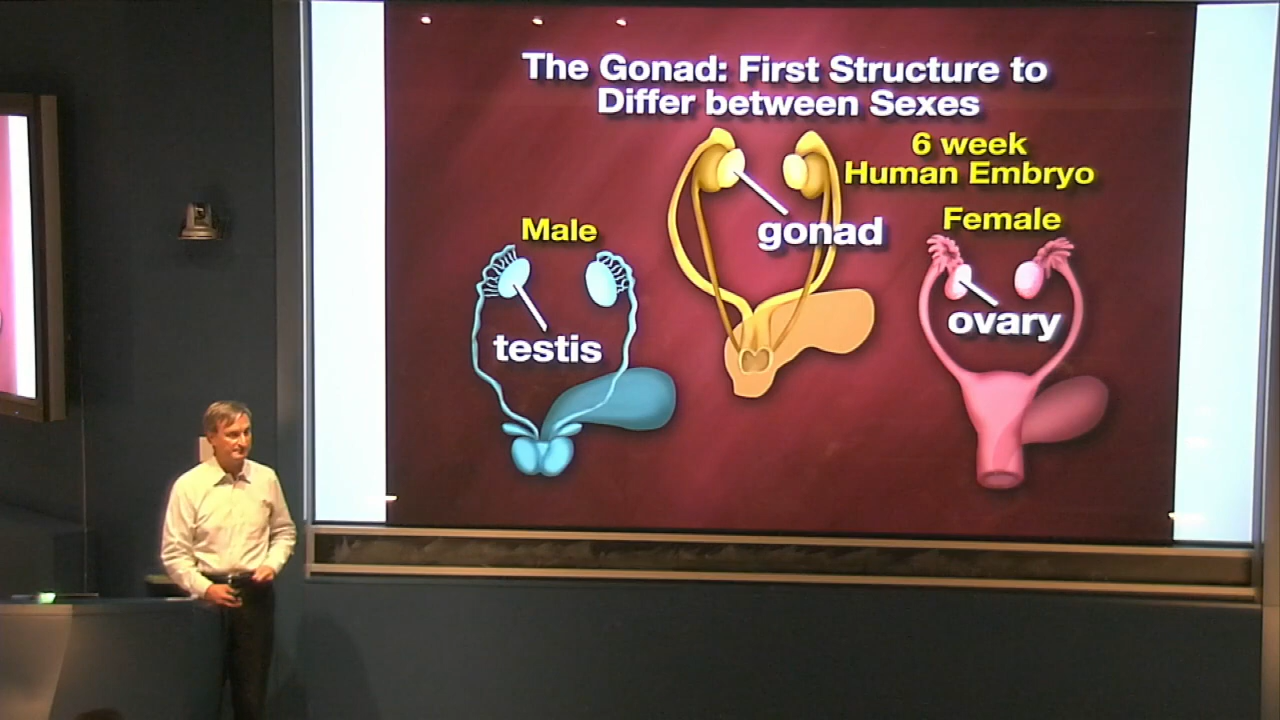 The Gonad: First Structure to
Differ between Sexes
6 week
Human Embryo
gonad
Male
testis
Female
ovary